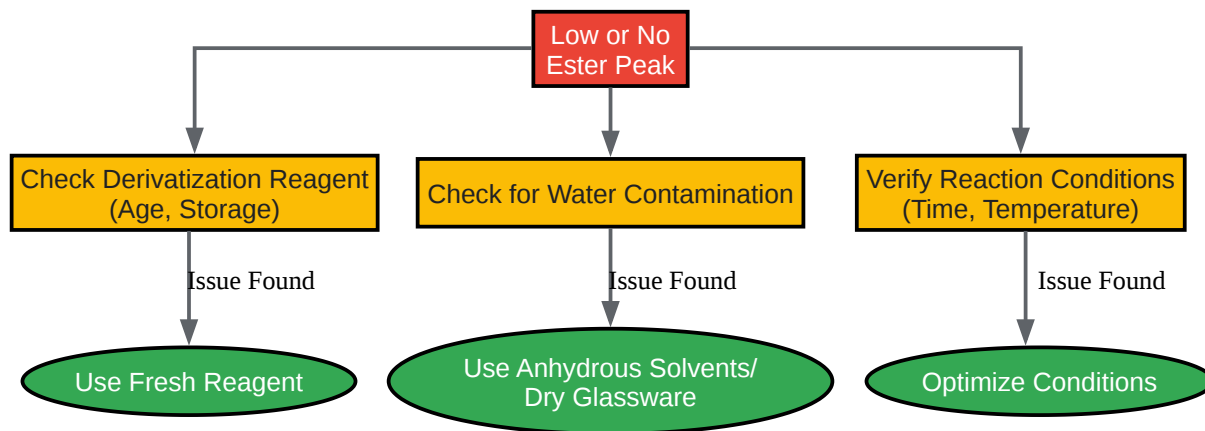 Low or No
Ester Peak
Check Derivatization Reagent
(Age, Storage)
Check for Water Contamination
Verify Reaction Conditions
(Time, Temperature)
Issue Found
Issue Found
Issue Found
Use Fresh Reagent
Use Anhydrous Solvents/
Dry Glassware
Optimize Conditions